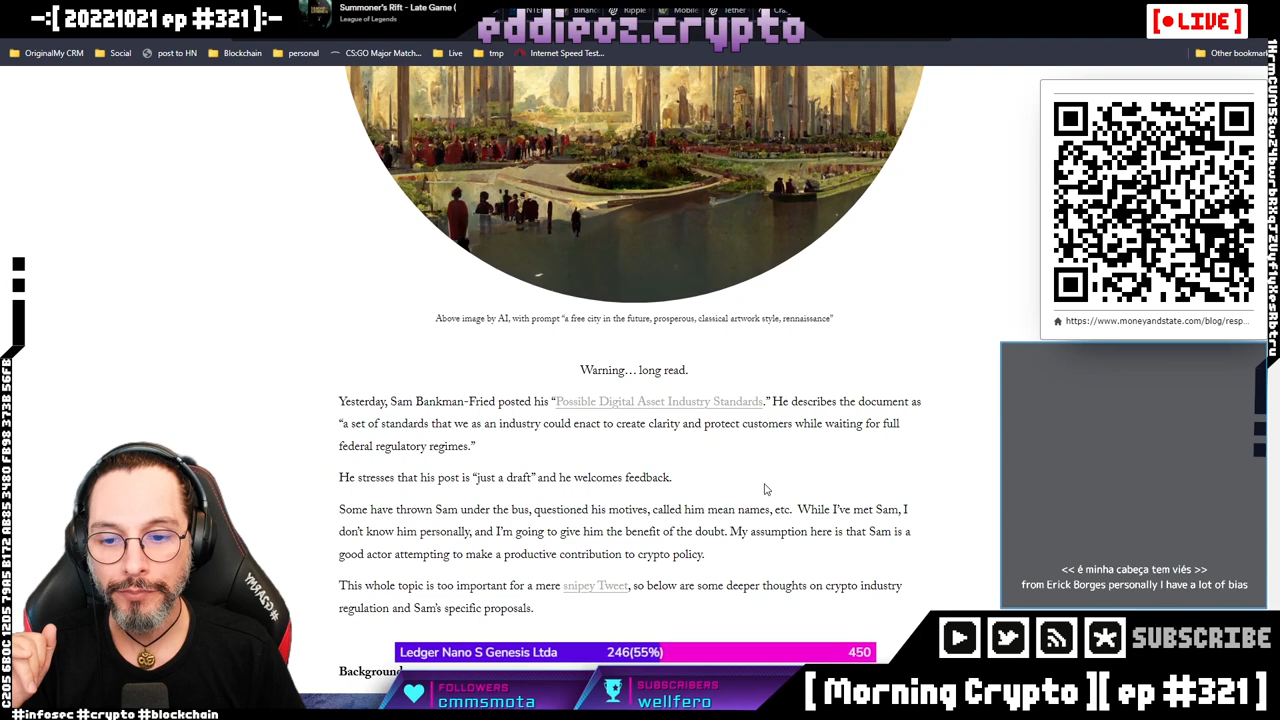 -:[ 20221021 ep #321]:-
Summoner's Rift - Late Game (
League of Legends
Binanc
Ripple
Mobile
Tether
Cra
eddieoz.crypto
[ LIVE ]
OriginalMy CRM
Social
post to HN
Blockchain
personal
CS:GO Major Match...
Live
tmp
Internet Speed Test...
Other bookmar
https://www.moneyandstate.com/blog/resp...
Above image by AI, with prompt “a free city in the future, prosperous, classical artwork style, rennaissance”
Warning… long read.
Yesterday, Sam Bankman-Fried posted his “Possible Digital Asset Industry Standards.” He describes the document as
“a set of standards that we as an industry could enact to create clarity and protect customers while waiting for full
federal regulatory regimes.”
He stresses that his post is “just a draft” and he welcomes feedback.
Some have thrown Sam under the bus, questioned his motives, called him mean names, etc.  While I’ve met Sam, I
don’t know him personally, and I’m going to give him the benefit of the doubt. My assumption here is that Sam is a
good actor attempting to make a productive contribution to crypto policy.
This whole topic is too important for a mere snipey Tweet, so below are some deeper thoughts on crypto industry
regulation and Sam’s specific proposals.
Background
<< é minha cabeça tem viés >>
from Erick Borges personally I have a lot of bias
Ledger Nano S Genesis Ltda
246(55%)
450
FOLLOWERS
cmmsmota
SUBSCRIBERS
wellfero
SUBSCRIBE
[ Morning Crypto ][ ep #321 ]
#infosec #crypto #blockchain